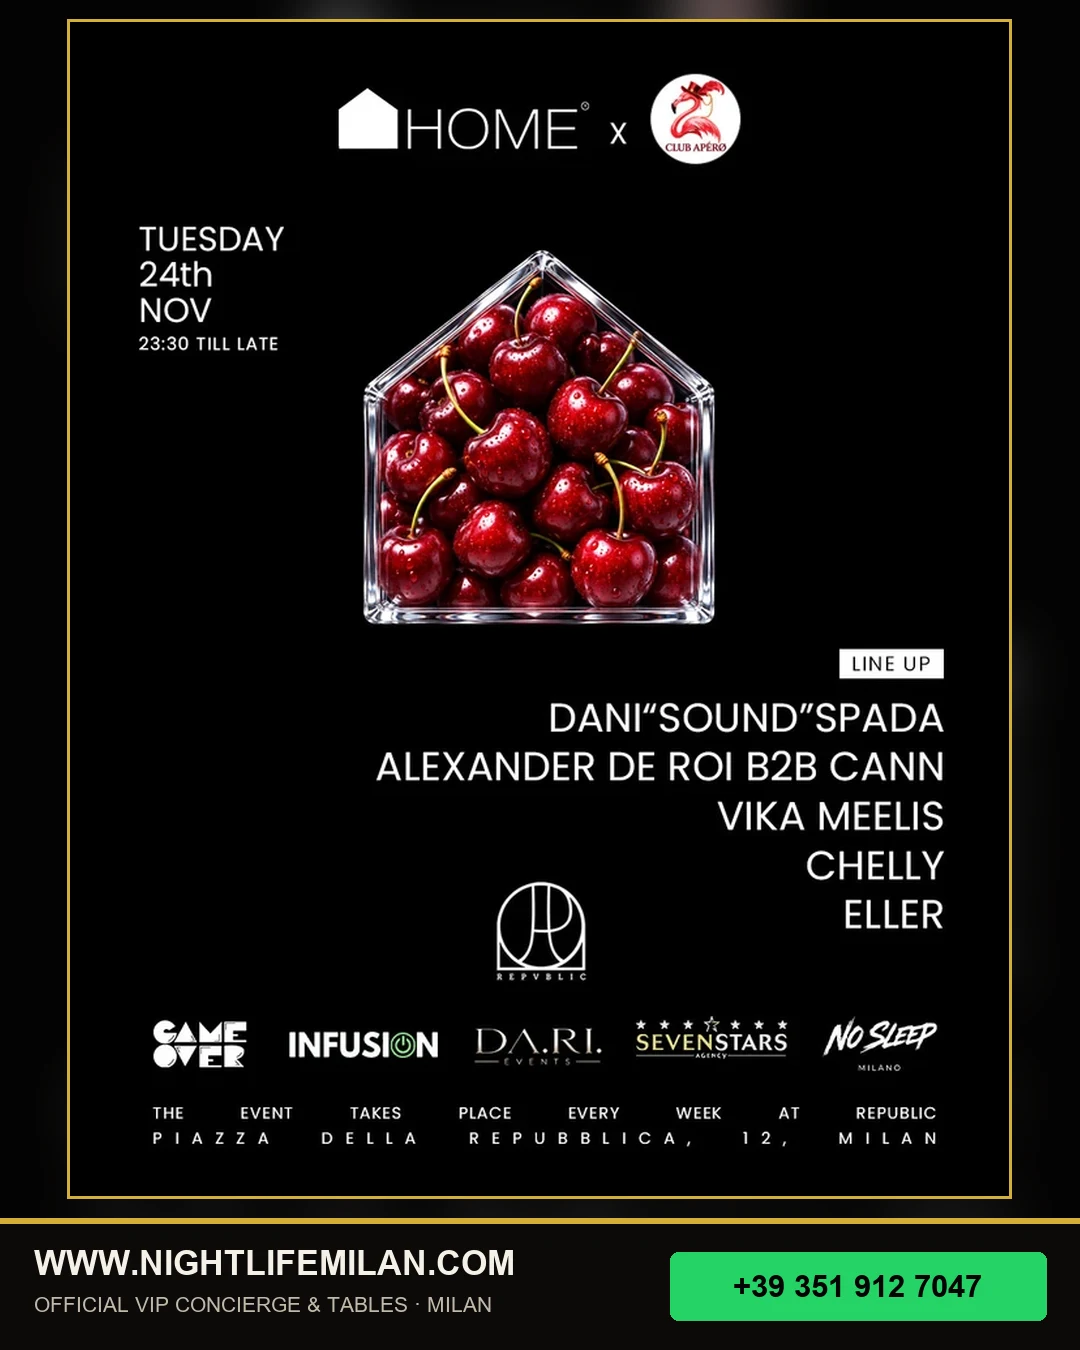 HOME®
X
CLUB APÉRØ
TUESDAY
24th
NOV
23:30 TILL LATE
LINE UP
DANI“SOUND”SPADA
ALEXANDER DE ROI B2B CANN
VIKA MEELIS
CHELLY
ELLER
REPVBLIC
GAME
OVER
INFUSION
DA.RI.
EVENTS
SEVENSTARS
AGENCY
NO SLEEP
MILANO
THE EVENT TAKES PLACE EVERY WEEK AT REPUBLIC
PIAZZA DELLA REPUBBLICA, 12, MILAN
WWW.NIGHTLIFEMILAN.COM
OFFICIAL VIP CONCIERGE & TABLES · MILAN
+39 351 912 7047